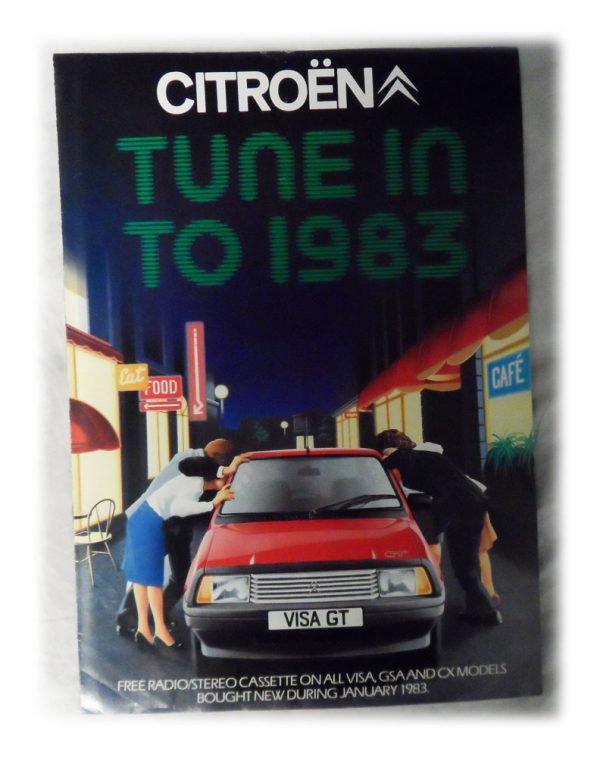 CITROËN
TUNE IN
TO 1983
Eat
FOOD
CAFÉ
GT
VISA GT
FREE RADIO/STEREO CASSETTE ON ALL VISA, GSA AND CX MODELS
BOUGHT NEW DURING JANUARY 1983.